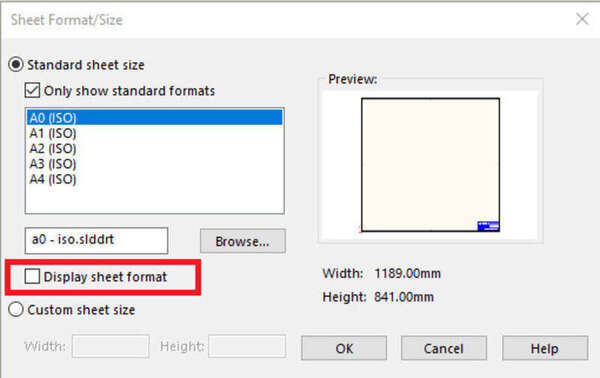 Sheet Format/Size
Standard sheet size
Only show standard formats
A0 (ISO)
A1 (ISO)
A2 (ISO)
A3 (ISO)
A4 (ISO)
a0 - iso.slddrt
Browse...
Display sheet format
Custom sheet size
Width:
Height:
Preview:
Width: 1189.00mm
Height: 841.00mm
OK
Cancel
Help